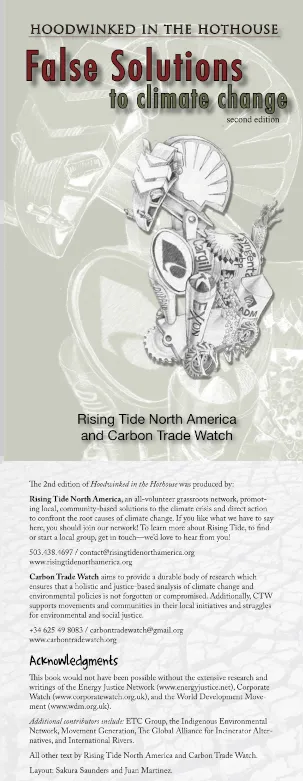 HOODWINKED IN THE HOTHOUSE
False Solutions
to climate change
second edition
Cargill
EXXON
ADM
BP
Rising Tide North America
and Carbon Trade Watch
The 2nd edition of Hoodwinked in the Hothouse was produced by:
Rising Tide North America, an all-volunteer grassroots network, promot-
ing local, community-based solutions to the climate crisis and direct action
to confront the root causes of climate change. If you like what we have to say
here, you should join our network! To learn more about Rising Tide, to find
or start a local group, get in touch—we'd love to hear from you!
503.438.4697 / contact@risingtidenorthamerica.org
www.risingtidenorthamerica.org
Carbon Trade Watch aims to provide a durable body of research which
ensures that a holistic and justice-based analysis of climate change and
environmental policies is not forgotten or compromised. Additionally, CTW
supports movements and communities in their local initiatives and struggles
for environmental and social justice.
+34 625 49 8083 / carbontradewatch@gmail.org
www.carbontradewatch.org
Acknowledgments
This book would not have been possible without the extensive research and
writings of the Energy Justice Network (www.energyjustice.net), Corporate
Watch (www.corporatewatch.org.uk), and the World Development Move-
ment (www.wdm.org.uk).
Additional contributors include: ETC Group, the Indigenous Environmental
Network, Movement Generation, The Global Alliance for Incinerator Alter-
natives, and International Rivers.
All other text by Rising Tide North America and Carbon Trade Watch.
Layout: Sakura Saunders and Juan Martinez.